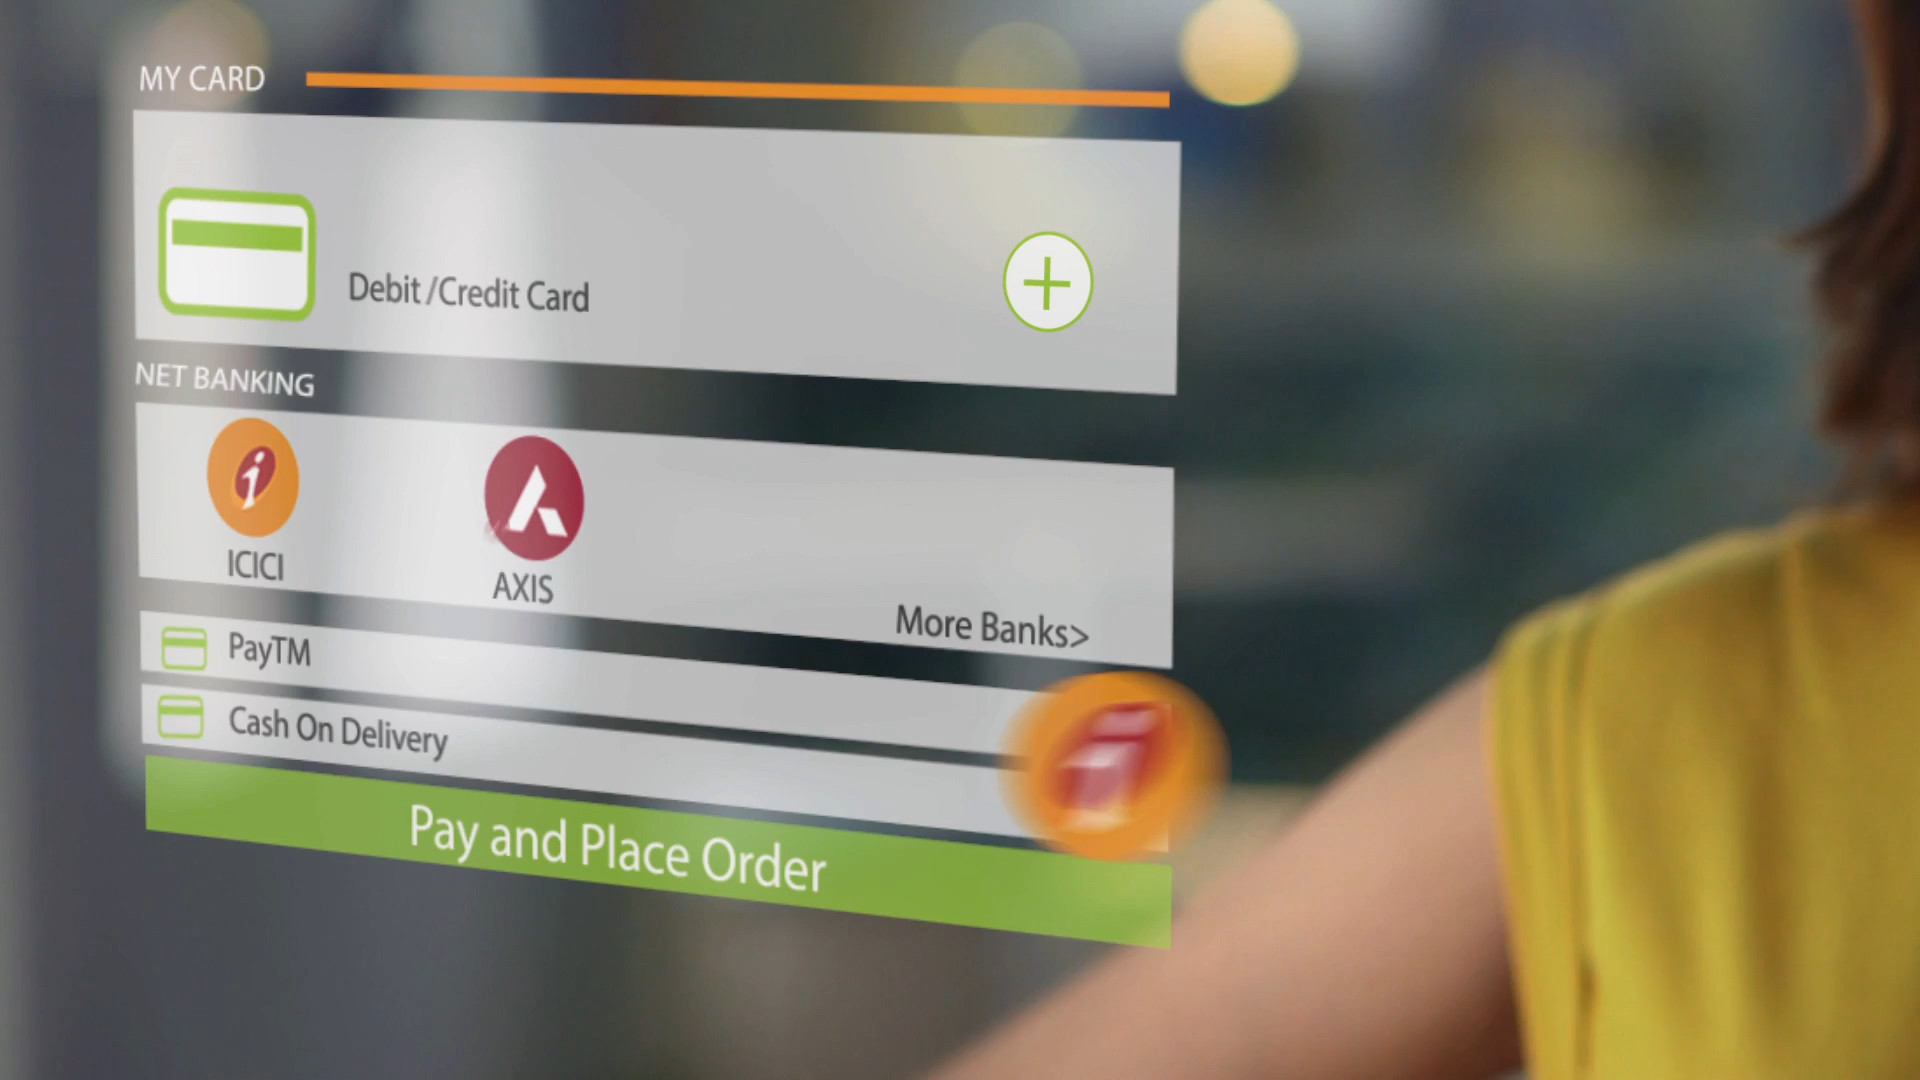 MY CARD
Debit /Credit Card
NET BANKING
ICICI
AXIS
More Banks>
PayTM
Cash On Delivery
Pay and Place Order